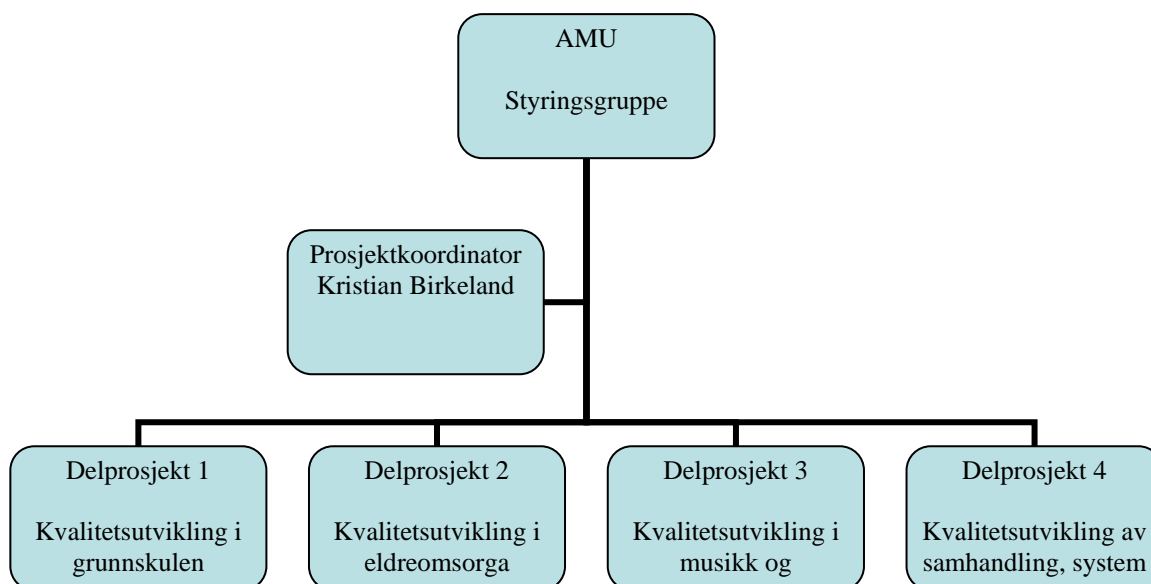 AMU
Styringsgruppe
Prosjektkoordinator
Kristian Birkeland
Delprosjekt 1
Kvalitetsutvikling i
grunnskulen
Delprosjekt 2
Kvalitetsutvikling i
eldreomsorga
Delprosjekt 3
Kvalitetsutvikling i
musikk og
Delprosjekt 4
Kvalitetsutvikling av
samhandling, system